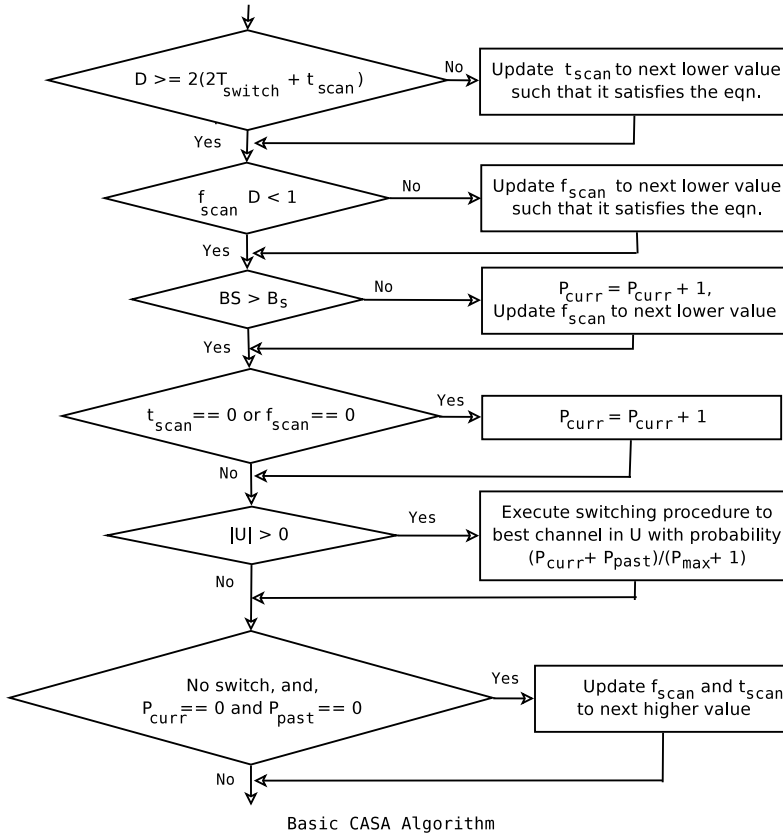 D >= 2(2T_switch + t_scan)
No
Update t_scan to next lower value
such that it satisfies the eqn.
Yes
f_scan D < 1
No
Update f_scan to next lower value
such that it satisfies the eqn.
Yes
BS > B_s
No
P_curr = P_curr + 1,
Update f_scan to next lower value
Yes
t_scan == 0 or f_scan == 0
Yes
P_curr = P_curr + 1
No
|U| > 0
Yes
Execute switching procedure to
best channel in U with probability
(P_curr + P_past)/(P_max + 1)
No
No switch, and,
P_curr == 0 and P_past == 0
Yes
Update f_scan and t_scan
to next higher value
No
Basic CASA Algorithm